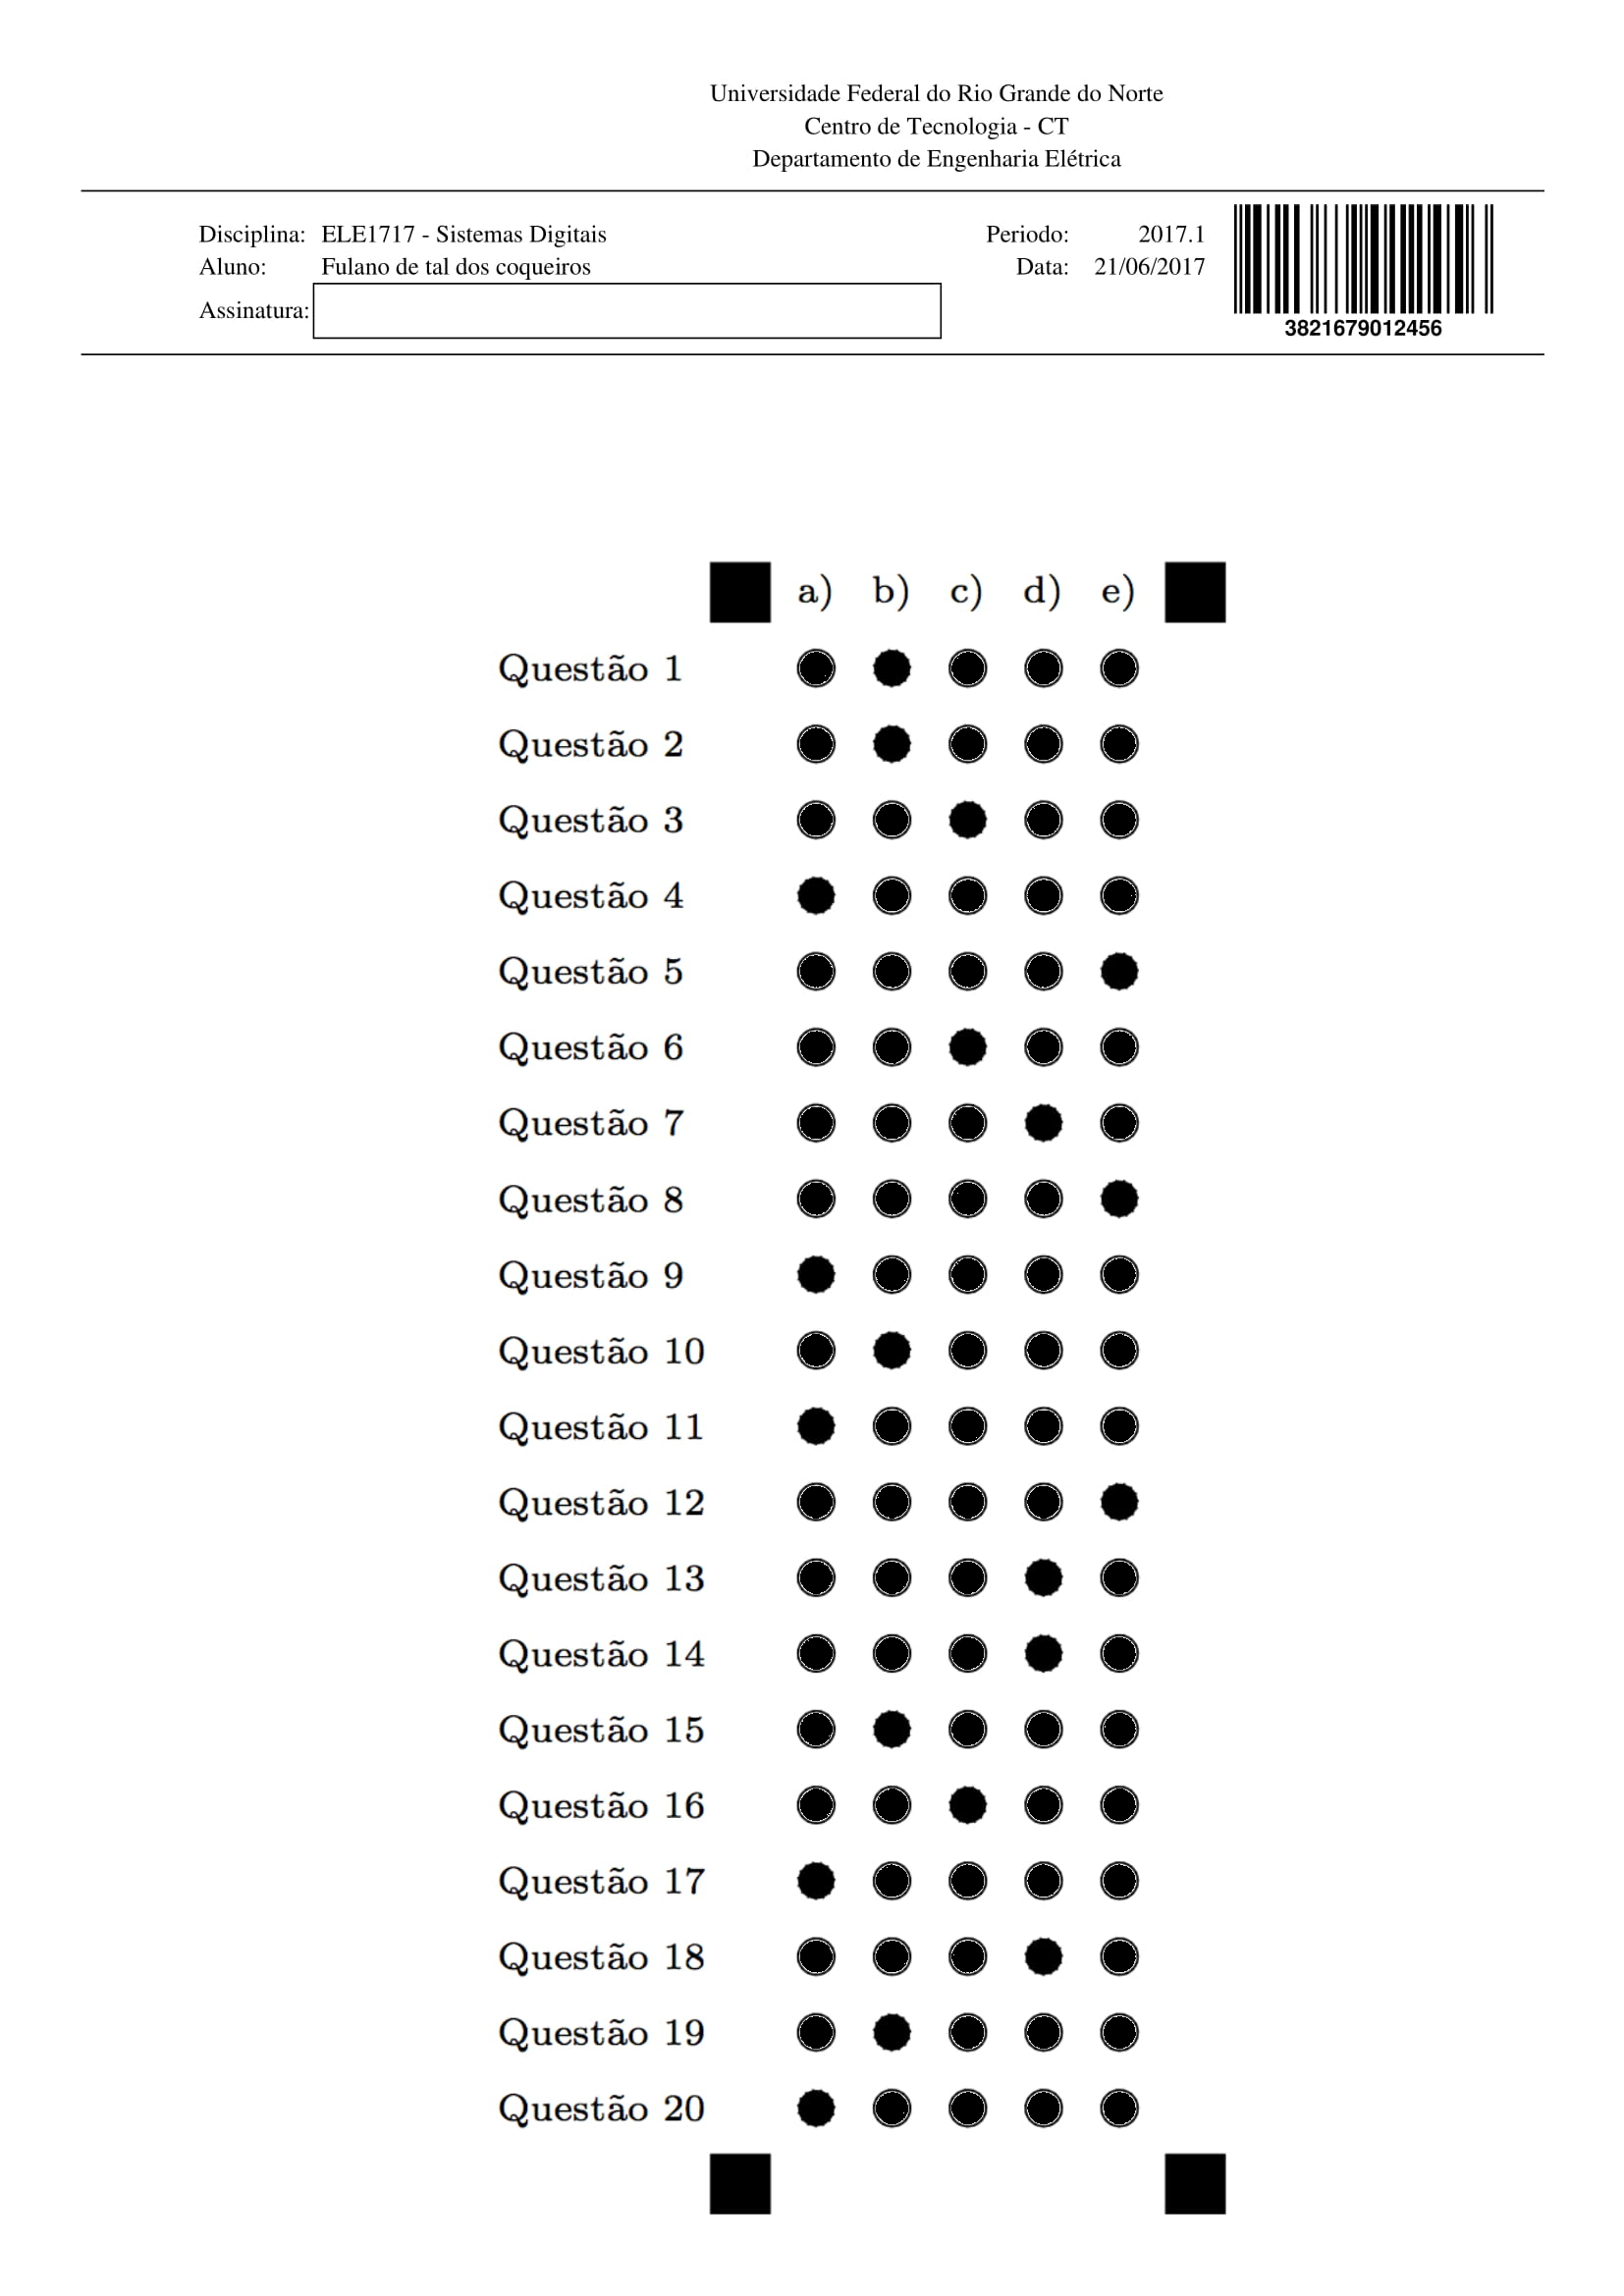 Universidade Federal do Rio Grande do Norte
Centro de Tecnologia - CT
Departamento de Engenharia Elétrica
Disciplina: ELE1717 - Sistemas Digitais Periodo: 2017.1
Aluno: Fulano de tal dos coqueiros Data: 21/06/2017
Assinatura:
3821679012456
a) b) c) d) e)
Questão 1
Questão 2
Questão 3
Questão 4
Questão 5
Questão 6
Questão 7
Questão 8
Questão 9
Questão 10
Questão 11
Questão 12
Questão 13
Questão 14
Questão 15
Questão 16
Questão 17
Questão 18
Questão 19
Questão 20